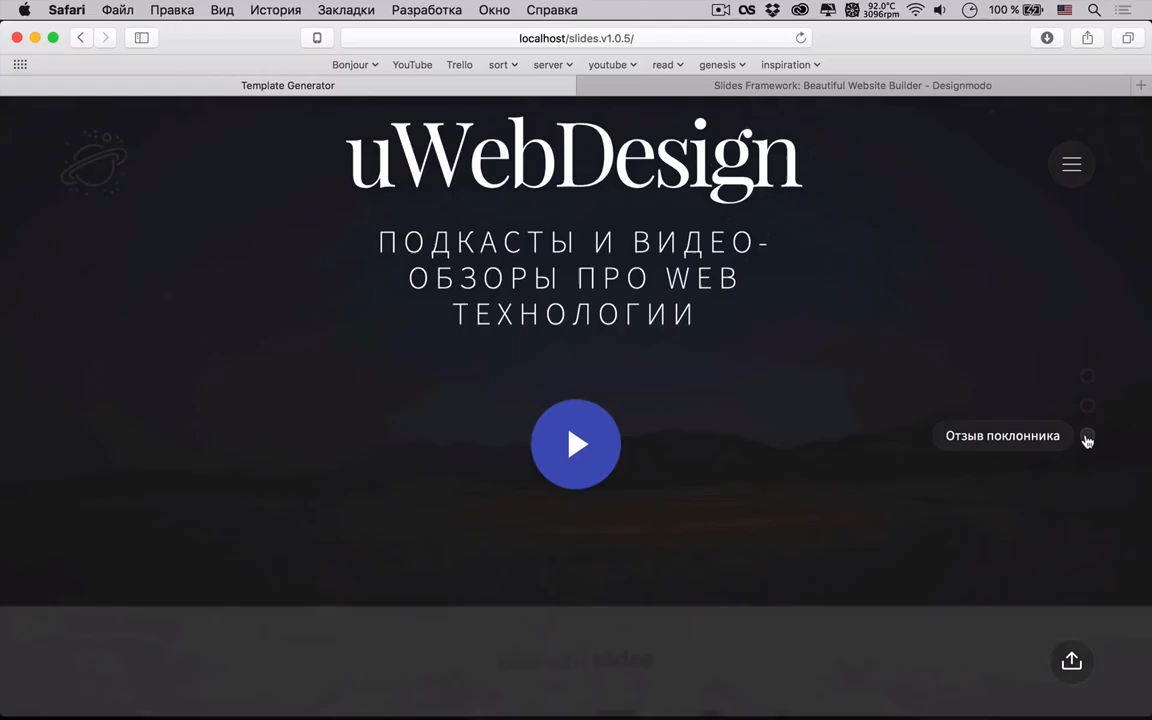 Safari Файл Правка Вид История Закладки Разработка Окно Справка 92.0°C 3096rpm 100 %
localhost/slides.v1.0.5/
Bonjour YouTube Trello sort server youtube read genesis inspiration
Template Generator Slides Framework: Beautiful Website Builder - Designmodo
uWebDesign
ПОДКАСТЫ И ВИДЕО-
ОБЗОРЫ ПРО WEB
ТЕХНОЛОГИИ
Отзыв поклонника
slides